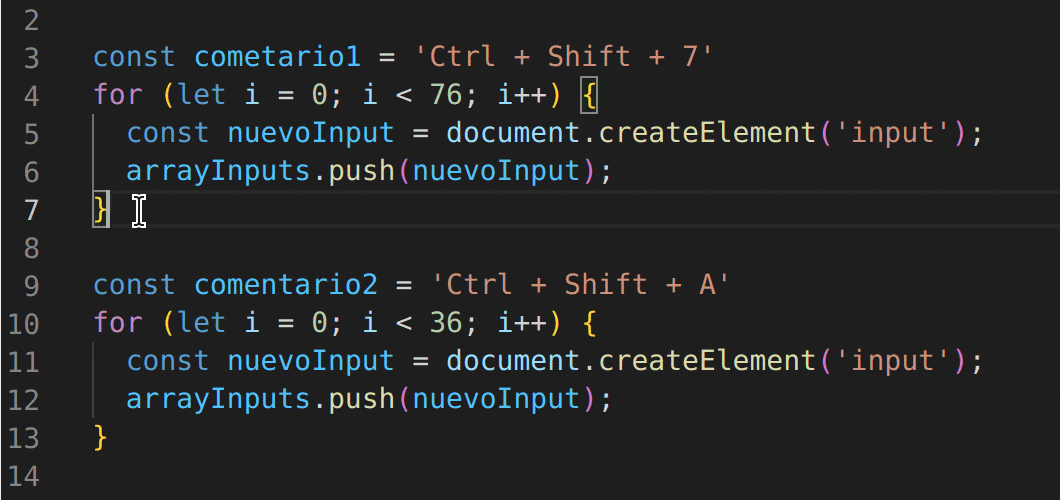 2
3 const cometario1 = 'Ctrl + Shift + 7'
4 for (let i = 0; i < 76; i++) {
5 const nuevoInput = document.createElement('input');
6 arrayInputs.push(nuevoInput);
7 }
8
9 const comentario2 = 'Ctrl + Shift + A'
10 for (let i = 0; i < 36; i++) {
11 const nuevoInput = document.createElement('input');
12 arrayInputs.push(nuevoInput);
13 }
14